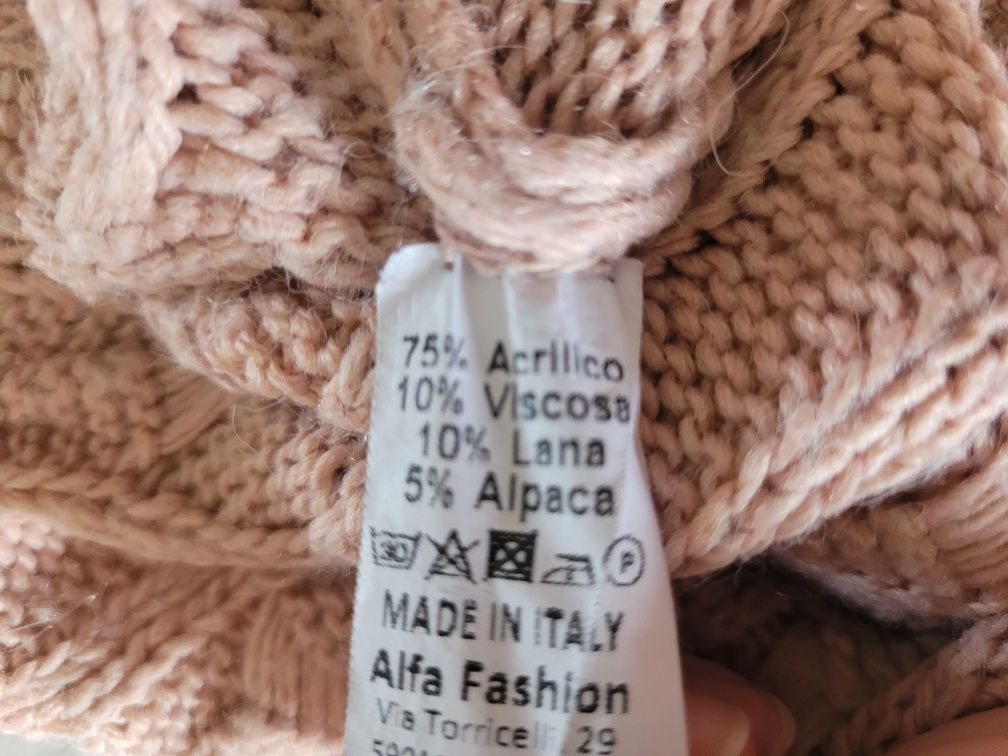 75% Acrilico
10% Viscosa
10% Lana
5% Alpaca
30 P
MADE IN ITALY
Alfa Fashion
Via Torricelli 29